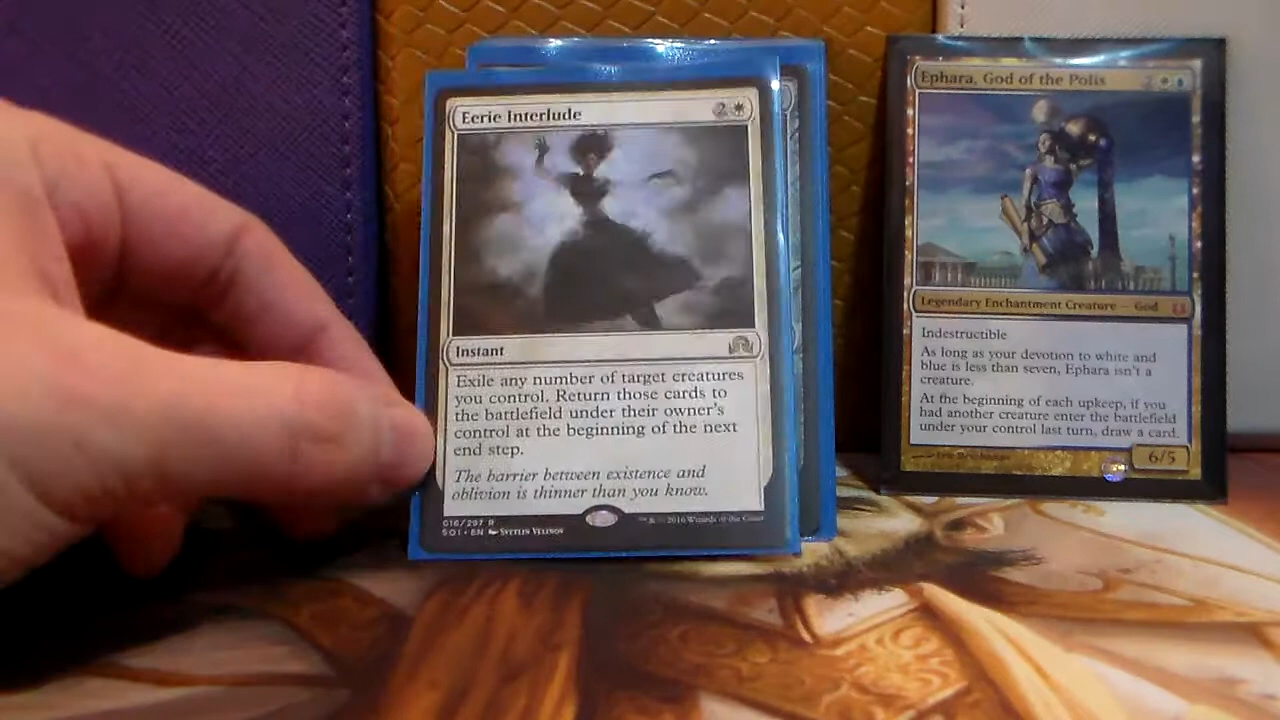 Eerie Interlude 2
Instant
Exile any number of target creatures
you control. Return those cards to
the battlefield under their owner's
control at the beginning of the next
end step.
The barrier between existence and
oblivion is thinner than you know.
016/297 R
SOI • EN Svetlin Velinov
™ & © 2016 Wizards of the Coast
Ephara, God of the Polis 2
Legendary Enchantment Creature — God
Indestructible
As long as your devotion to white and
blue is less than seven, Ephara isn't a
creature.
At the beginning of each upkeep, if you
had another creature enter the battlefield
under your control last turn, draw a card.
6/5